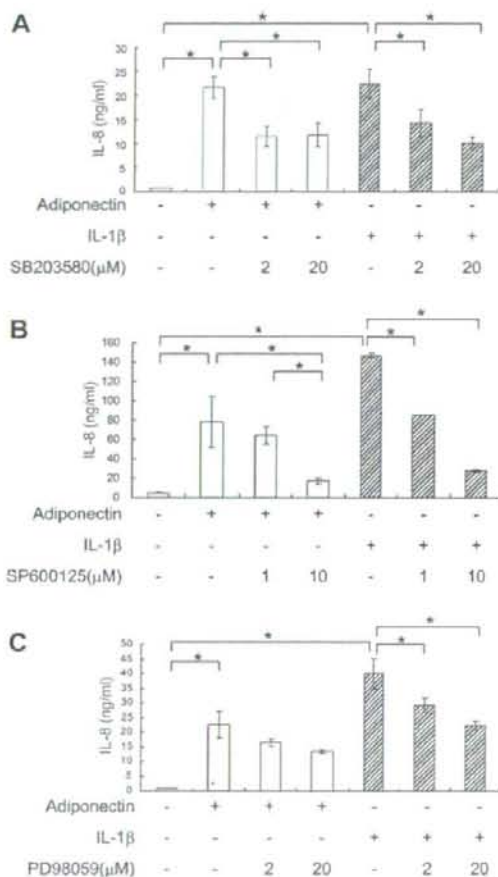 A
* *
* * * *
IL-8 (ng/ml)
30
25
20
15
10
5
0
Adiponectin - + + + - - -
IL-1β - - - - + + +
SB203580(μM) - - 2 20 - 2 20
B
*
* *
* * *
*
IL-8 (ng/ml)
160
140
120
100
80
60
40
20
0
Adiponectin - + + + - - -
IL-1β - - - - + + +
SP600125(μM) - - 1 10 - 1 10
C
*
* *
*
IL-8 (ng/ml)
50
45
40
35
30
25
20
15
10
5
0
Adiponectin - + + + - - -
IL-1β - - - - + + +
PD98059(μM) - - 2 20 - 2 20